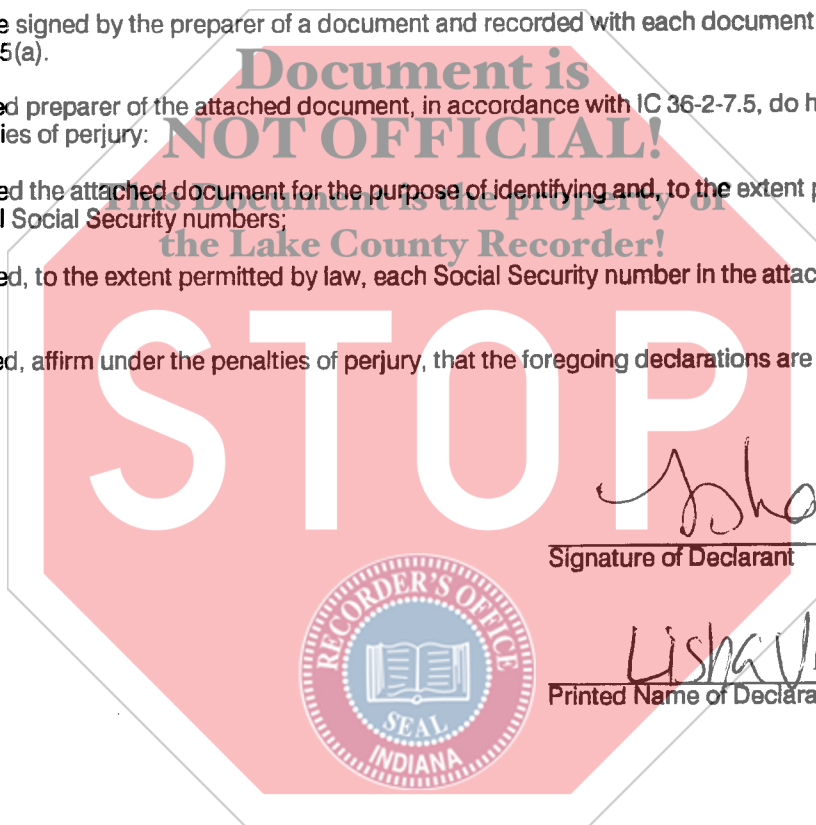 e signed by the preparer of a document and recorded with each document
5(a).
Document is
ed preparer of the attached document, in accordance with IC 36-2-7.5, do h
ies of perjury:
NOT OFFICIAL!
ed the attached document for the purpose of identifying and, to the extent p
This Document is the property of
l Social Security numbers;
the Lake County Recorder!
ed, to the extent permitted by law, each Social Security number in the attac
ed, affirm under the penalties of perjury, that the foregoing declarations are
STOP
Signature of Declarant
Lisha
Printed Name of Declara
RECORDER'S OFFICE
SEAL
INDIANA